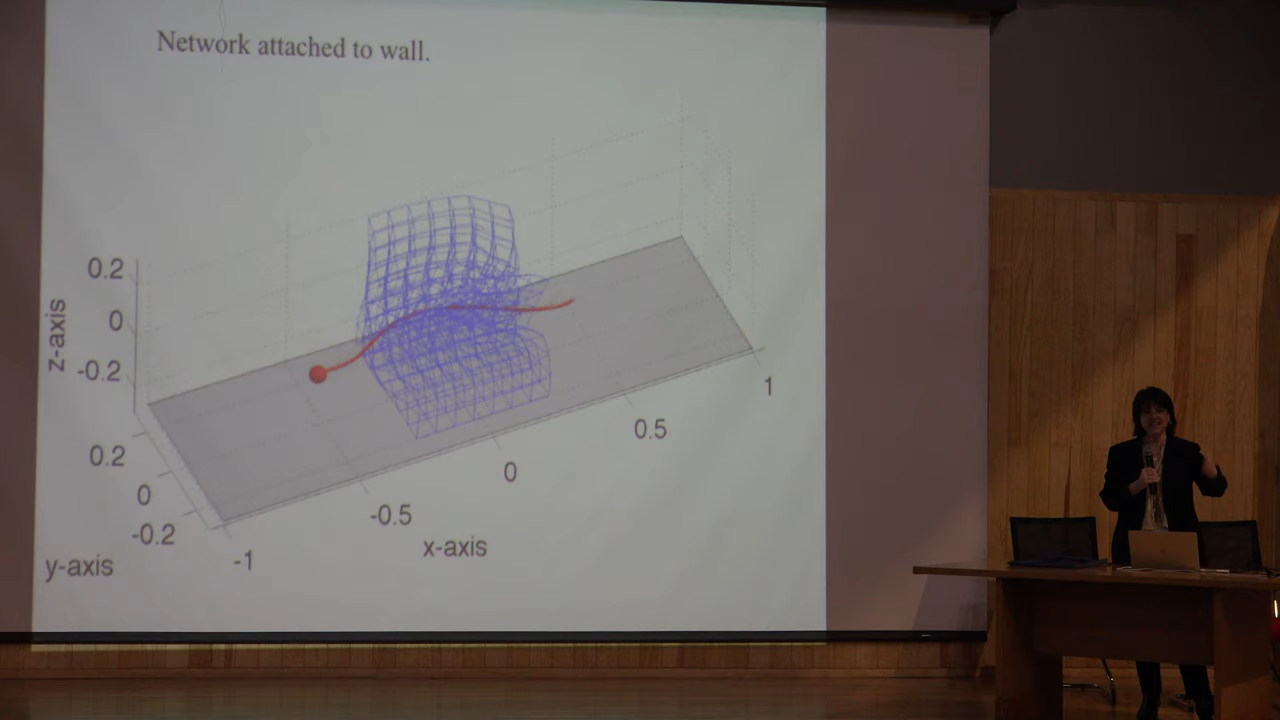 Network attached to wall.
0.2
0
-0.2
z-axis
0.2
0
-0.2
y-axis
-1
-0.5
0
0.5
1
x-axis